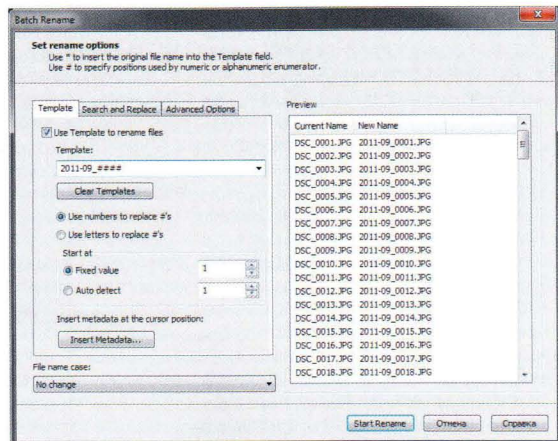 Batch Rename
Set rename options
Use * to insert the original file name into the Template field.
Use # to specify positions used by numeric or alphanumeric enumerator.
Template
Search and Replace
Advanced Options
Use Template to rename files
Template:
2011-09_####
Clear Templates
Use numbers to replace #'s
Use letters to replace #'s
Start at
Fixed value
1
Auto detect
1
Insert metadata at the cursor position:
Insert Metadata...
File name case:
No change
Preview
Current Name New Name
DSC_0001.JPG 2011-09_0001.JPG
DSC_0002.JPG 2011-09_0002.JPG
DSC_0003.JPG 2011-09_0003.JPG
DSC_0004.JPG 2011-09_0004.JPG
DSC_0005.JPG 2011-09_0005.JPG
DSC_0006.JPG 2011-09_0006.JPG
DSC_0007.JPG 2011-09_0007.JPG
DSC_0008.JPG 2011-09_0008.JPG
DSC_0009.JPG 2011-09_0009.JPG
DSC_0010.JPG 2011-09_0010.JPG
DSC_0011.JPG 2011-09_0011.JPG
DSC_0012.JPG 2011-09_0012.JPG
DSC_0013.JPG 2011-09_0013.JPG
DSC_0014.JPG 2011-09_0014.JPG
DSC_0015.JPG 2011-09_0015.JPG
DSC_0016.JPG 2011-09_0016.JPG
DSC_0017.JPG 2011-09_0017.JPG
DSC_0018.JPG 2011-09_0018.JPG
Start Rename
Отмена
Справка